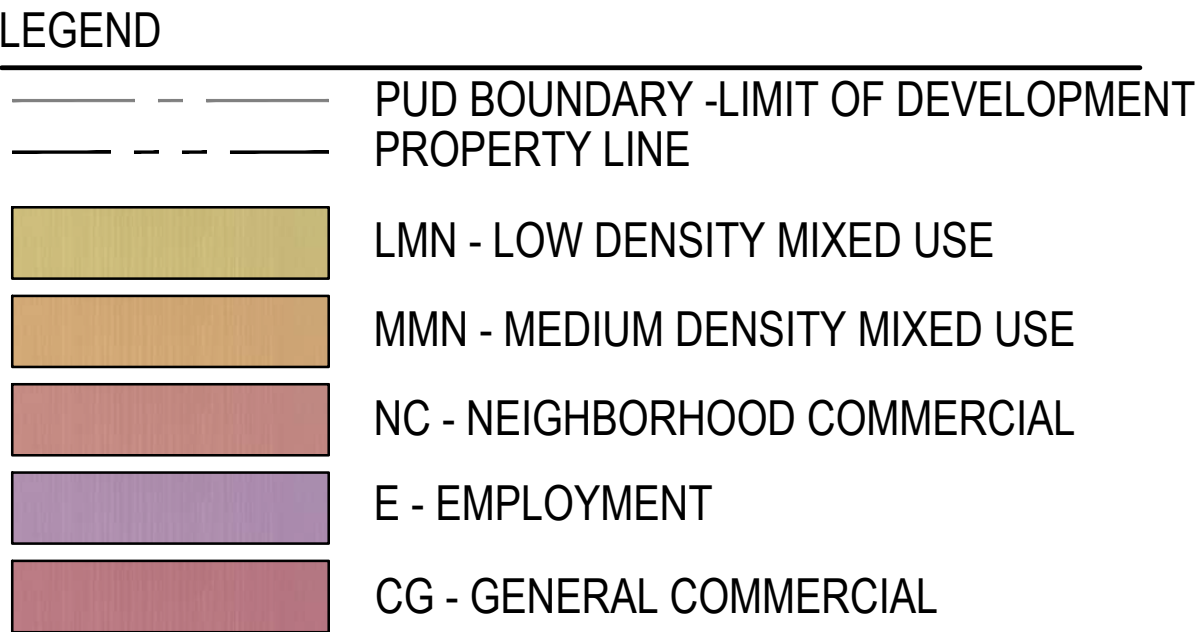 LEGEND
PUD BOUNDARY -LIMIT OF DEVELOPMENT
PROPERTY LINE
LMN - LOW DENSITY MIXED USE
MMN - MEDIUM DENSITY MIXED USE
NC - NEIGHBORHOOD COMMERCIAL
E - EMPLOYMENT
CG - GENERAL COMMERCIAL